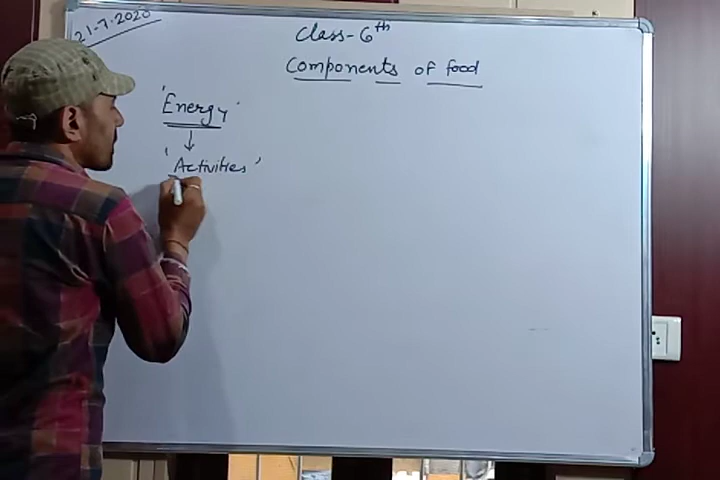 21-7-2020
Class-6th
Components of food
'Energy'
↓
'Activities'